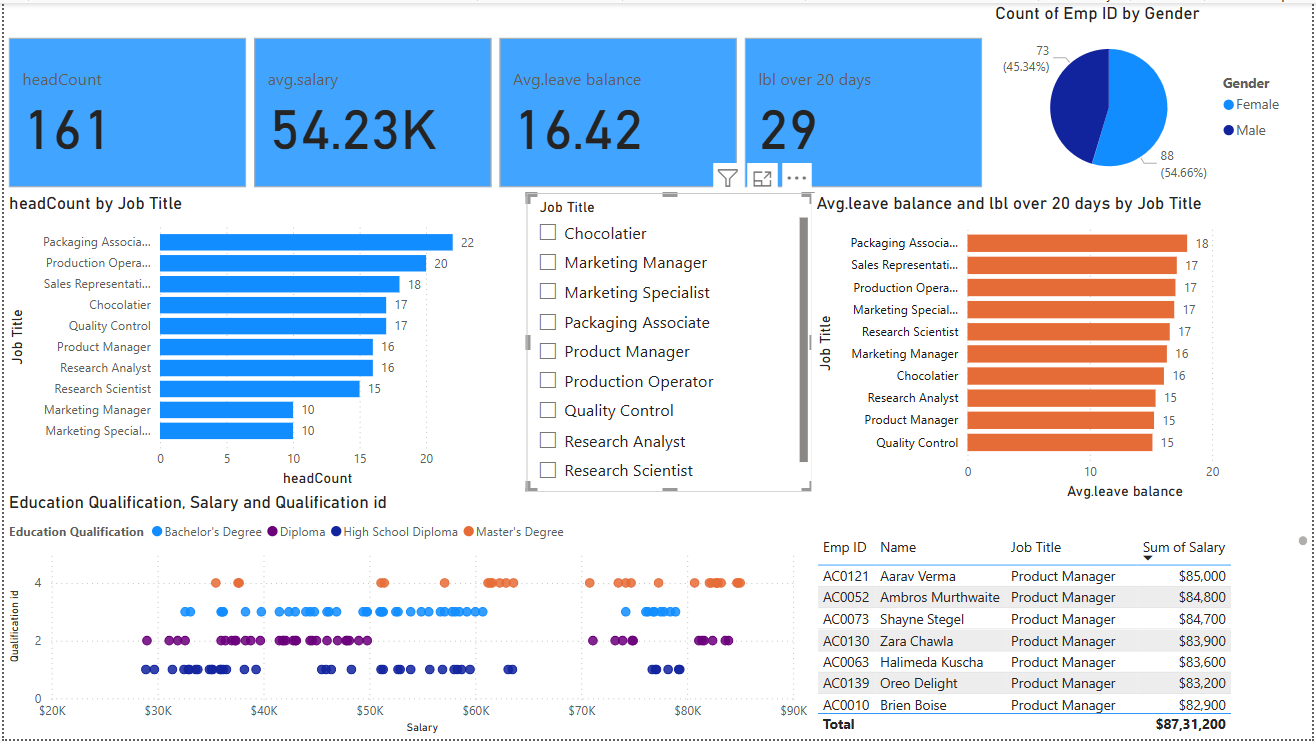 Count of Emp ID by Gender
headCount
161
avg.salary
54.23K
Avg.leave balance
16.42
lbl over 20 days
29
73
(45.34%)
88
(54.66%)
Gender
Female
Male
headCount by Job Title
Job Title
Packaging Associa... 22
Production Opera... 20
Sales Representati... 18
Chocolatier 17
Quality Control 17
Product Manager 16
Research Analyst 16
Research Scientist 15
Marketing Manager 10
Marketing Special... 10
0 5 10 15 20
headCount
Job Title
Chocolatier
Marketing Manager
Marketing Specialist
Packaging Associate
Product Manager
Production Operator
Quality Control
Research Analyst
Research Scientist
Avg.leave balance and lbl over 20 days by Job Title
Job Title
Packaging Associa... 18
Sales Representati... 17
Production Opera... 17
Marketing Special... 17
Research Scientist 17
Marketing Manager 16
Chocolatier 16
Research Analyst 15
Product Manager 15
Quality Control 15
0 10 20
Avg.leave balance
Education Qualification, Salary and Qualification id
Education Qualification Bachelor's Degree Diploma High School Diploma Master's Degree
Qualification id
4
2
0
$20K $30K $40K $50K $60K $70K $80K $90K
Salary
Emp ID Name Job Title Sum of Salary
AC0121 Aarav Verma Product Manager $85,000
AC0052 Ambros Murthwaite Product Manager $84,800
AC0073 Shayne Stegel Product Manager $84,700
AC0130 Zara Chawla Product Manager $83,900
AC0063 Halimeda Kuscha Product Manager $83,600
AC0139 Oreo Delight Product Manager $83,200
AC0010 Brien Boise Product Manager $82,900
Total $87,31,200